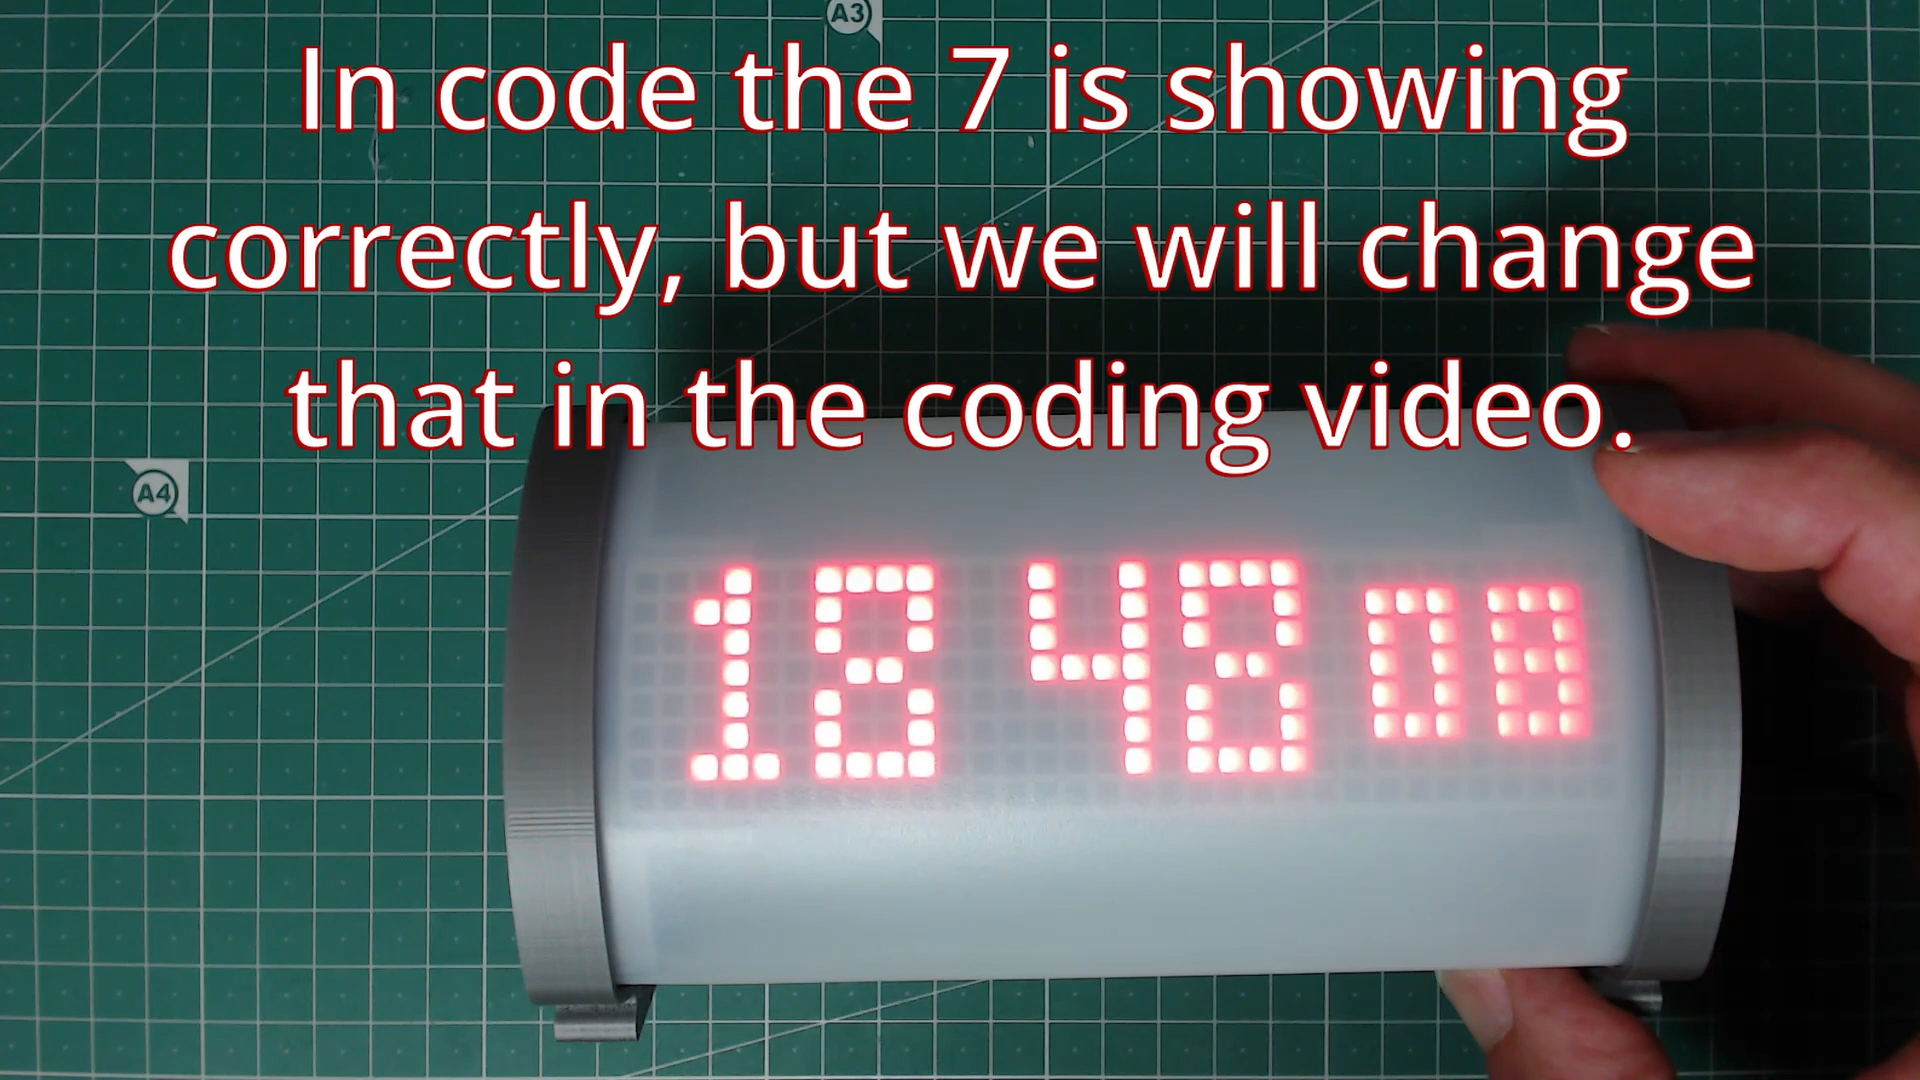 A3
In code the 7 is showing
correctly, but we will change
that in the coding video.
A4
18 48 08